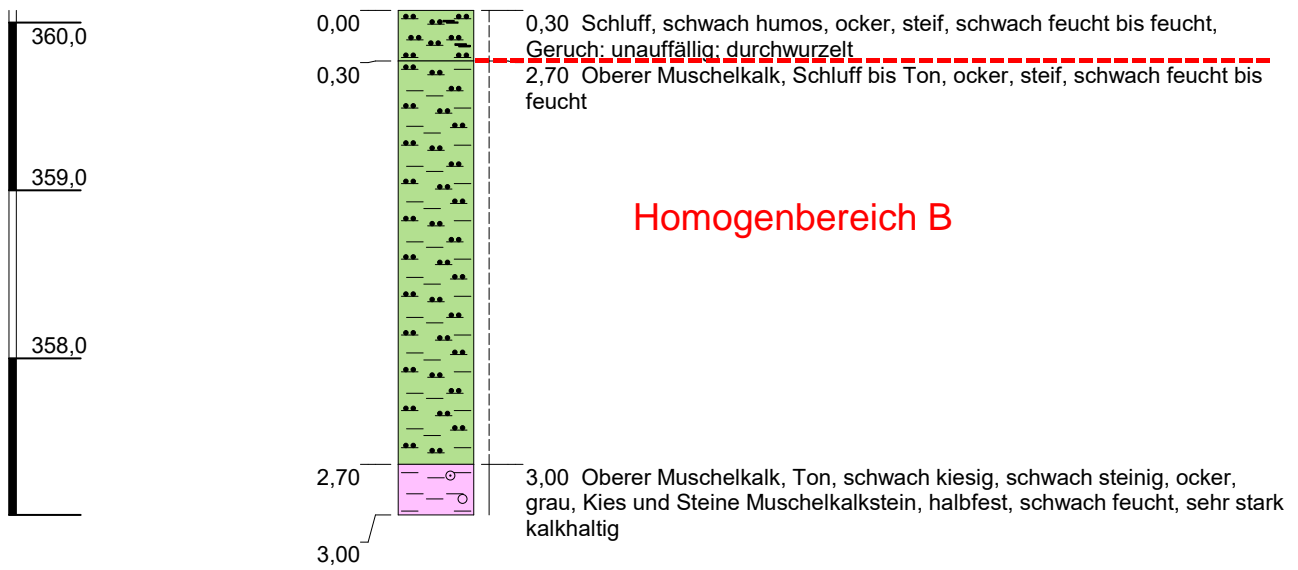 360,0
0,00
0,30 Schluff, schwach humos, ocker, steif, schwach feucht bis feucht,
Geruch: unauffällig; durchwurzelt
0,30
2,70 Oberer Muschelkalk, Schluff bis Ton, ocker, steif, schwach feucht bis
feucht
359,0
Homogenbereich B
358,0
2,70
3,00 Oberer Muschelkalk, Ton, schwach kiesig, schwach steinig, ocker,
grau, Kies und Steine Muschelkalkstein, halbfest, schwach feucht, sehr stark
kalkhaltig
3,00